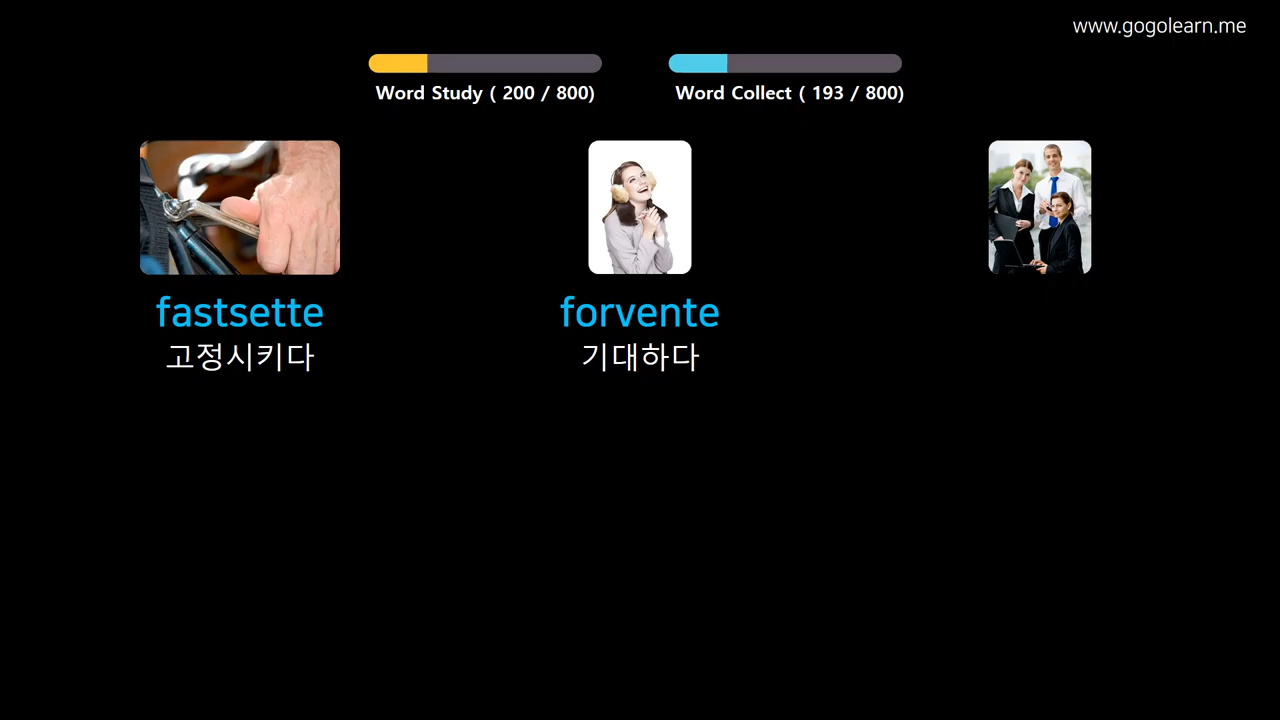 www.gogolearn.me
Word Study ( 200 / 800)
Word Collect ( 193 / 800)
fastsette
고정시키다
forvente
기대하다